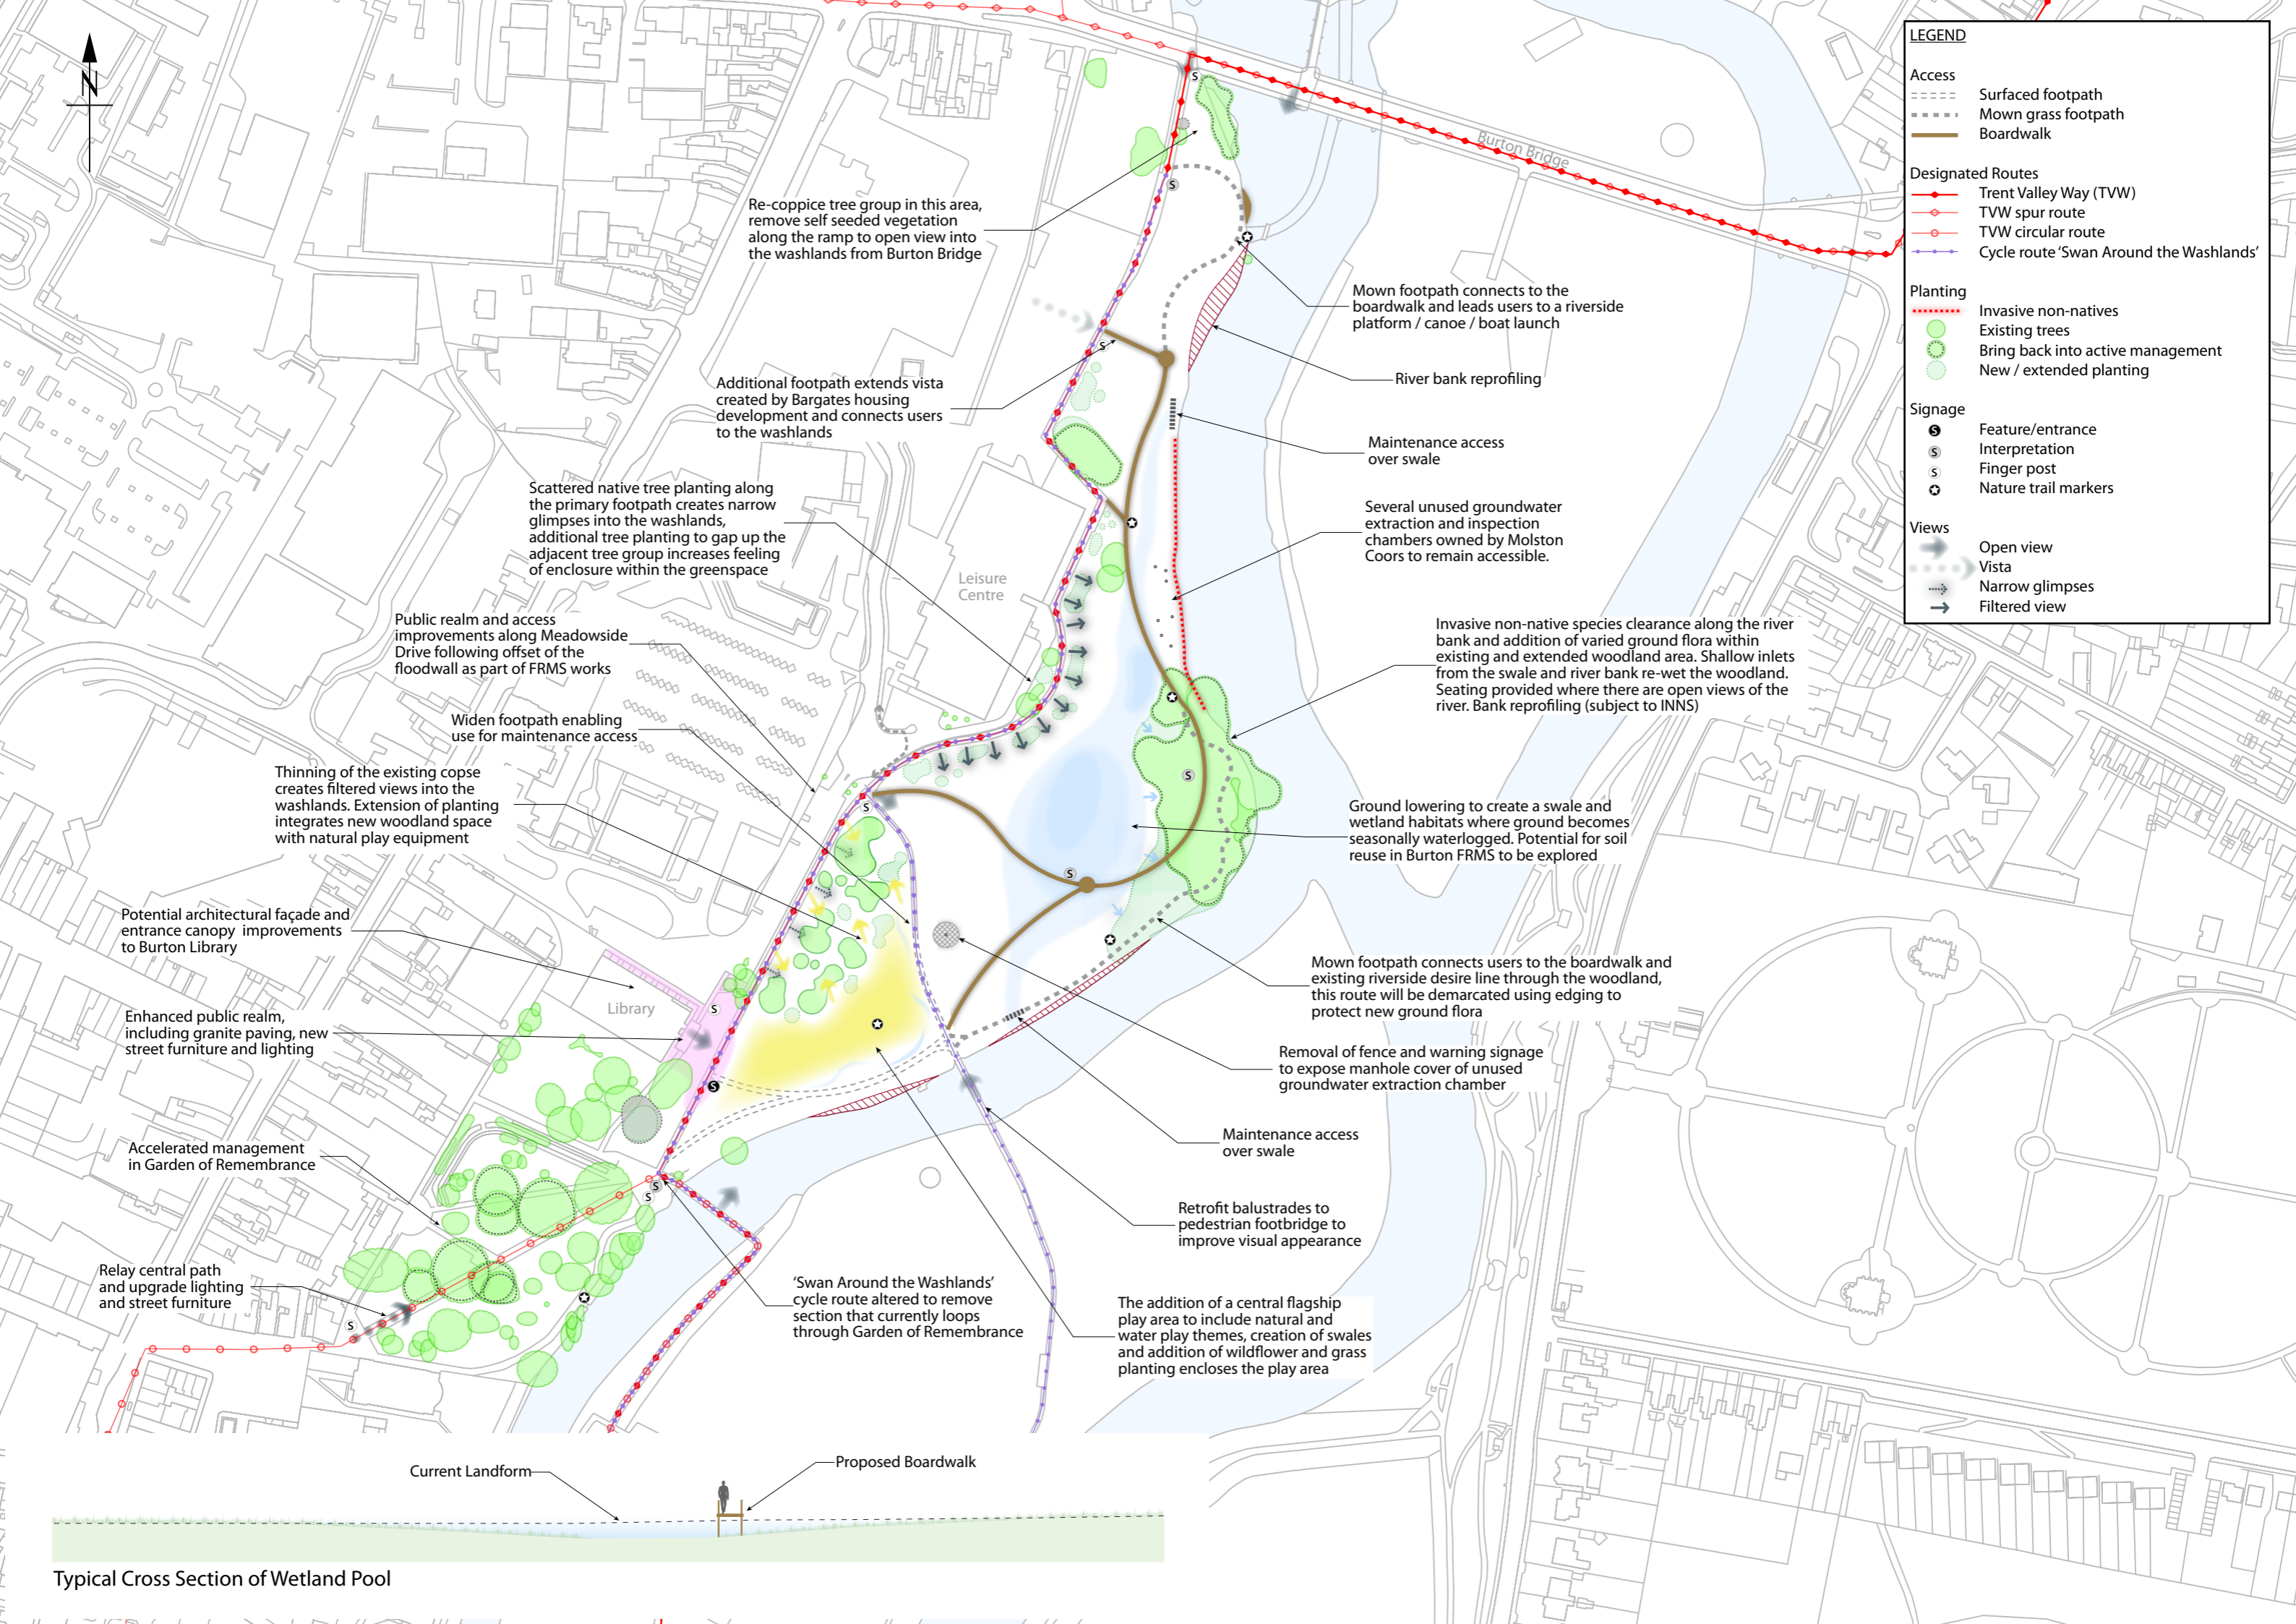 N
Burton Bridge
Re-coppice tree group in this area,
remove self seeded vegetation
along the ramp to open view into
the washlands from Burton Bridge
Mown footpath connects to the
boardwalk and leads users to a riverside
platform / canoe / boat launch
River bank reprofiling
Additional footpath extends vista
created by Bargates housing
development and connects users
to the washlands
Maintenance access
over swale
Scattered native tree planting along
the primary footpath creates narrow
glimpses into the washlands,
additional tree planting to gap up the
adjacent tree group increases feeling
of enclosure within the greenspace
Several unused groundwater
extraction and inspection
chambers owned by Molston
Coors to remain accessible.
Leisure
Centre
Public realm and access
improvements along Meadowside
Drive following offset of the
floodwall as part of FRMS works
Invasive non-native species clearance along the river
bank and addition of varied ground flora within
existing and extended woodland area. Shallow inlets
from the swale and river bank re-wet the woodland.
Seating provided where there are open views of the
river. Bank reprofiling (subject to INNS)
Widen footpath enabling
use for maintenance access
Thinning of the existing copse
creates filtered views into the
washlands. Extension of planting
integrates new woodland space
with natural play equipment
Ground lowering to create a swale and
wetland habitats where ground becomes
seasonally waterlogged. Potential for soil
reuse in Burton FRMS to be explored
Potential architectural façade and
entrance canopy improvements
to Burton Library
Library
Mown footpath connects users to the boardwalk and
existing riverside desire line through the woodland,
this route will be demarcated using edging to
protect new ground flora
Enhanced public realm,
including granite paving, new
street furniture and lighting
Removal of fence and warning signage
to expose manhole cover of unused
groundwater extraction chamber
Maintenance access
over swale
Accelerated management
in Garden of Remembrance
Retrofit balustrades to
pedestrian footbridge to
improve visual appearance
Relay central path
and upgrade lighting
and street furniture
‘Swan Around the Washlands’
cycle route altered to remove
section that currently loops
through Garden of Remembrance
The addition of a central flagship
play area to include natural and
water play themes, creation of swales
and addition of wildflower and grass
planting encloses the play area
S
S
S
S
S
S
S
S
S
S
S
S
LEGEND
Access
Surfaced footpath
Mown grass footpath
Boardwalk
Designated Routes
Trent Valley Way (TVW)
TVW spur route
TVW circular route
Cycle route ‘Swan Around the Washlands’
Planting
Invasive non-natives
Existing trees
Bring back into active management
New / extended planting
Signage
S Feature/entrance
S Interpretation
S Finger post
Nature trail markers
Views
Open view
Vista
Narrow glimpses
Filtered view
Current Landform
Proposed Boardwalk
Typical Cross Section of Wetland Pool